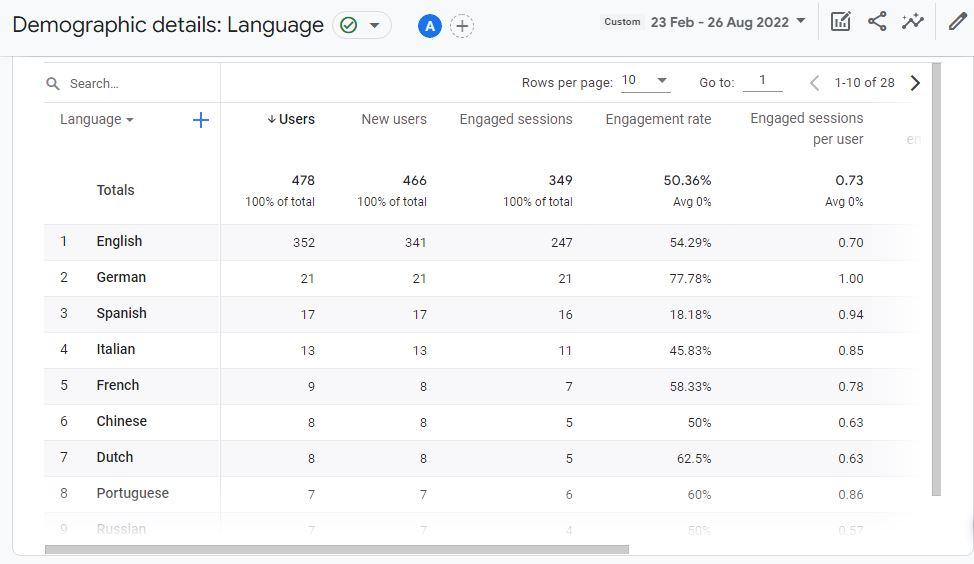 Demographic details: Language A Custom 23 Feb - 26 Aug 2022
Search... Rows per page: 10 Go to: 1 1-10 of 28
Language Users New users Engaged sessions Engagement rate Engaged sessions per user en
Totals 478 466 349 50.36% 0.73
100% of total 100% of total 100% of total Avg 0% Avg 0%
1 English 352 341 247 54.29% 0.70
2 German 21 21 21 77.78% 1.00
3 Spanish 17 17 16 18.18% 0.94
4 Italian 13 13 11 45.83% 0.85
5 French 9 8 7 58.33% 0.78
6 Chinese 8 8 5 50% 0.63
7 Dutch 8 8 5 62.5% 0.63
8 Portuguese 7 7 6 60% 0.86
9 Russian 7 7 4 50% 0.57